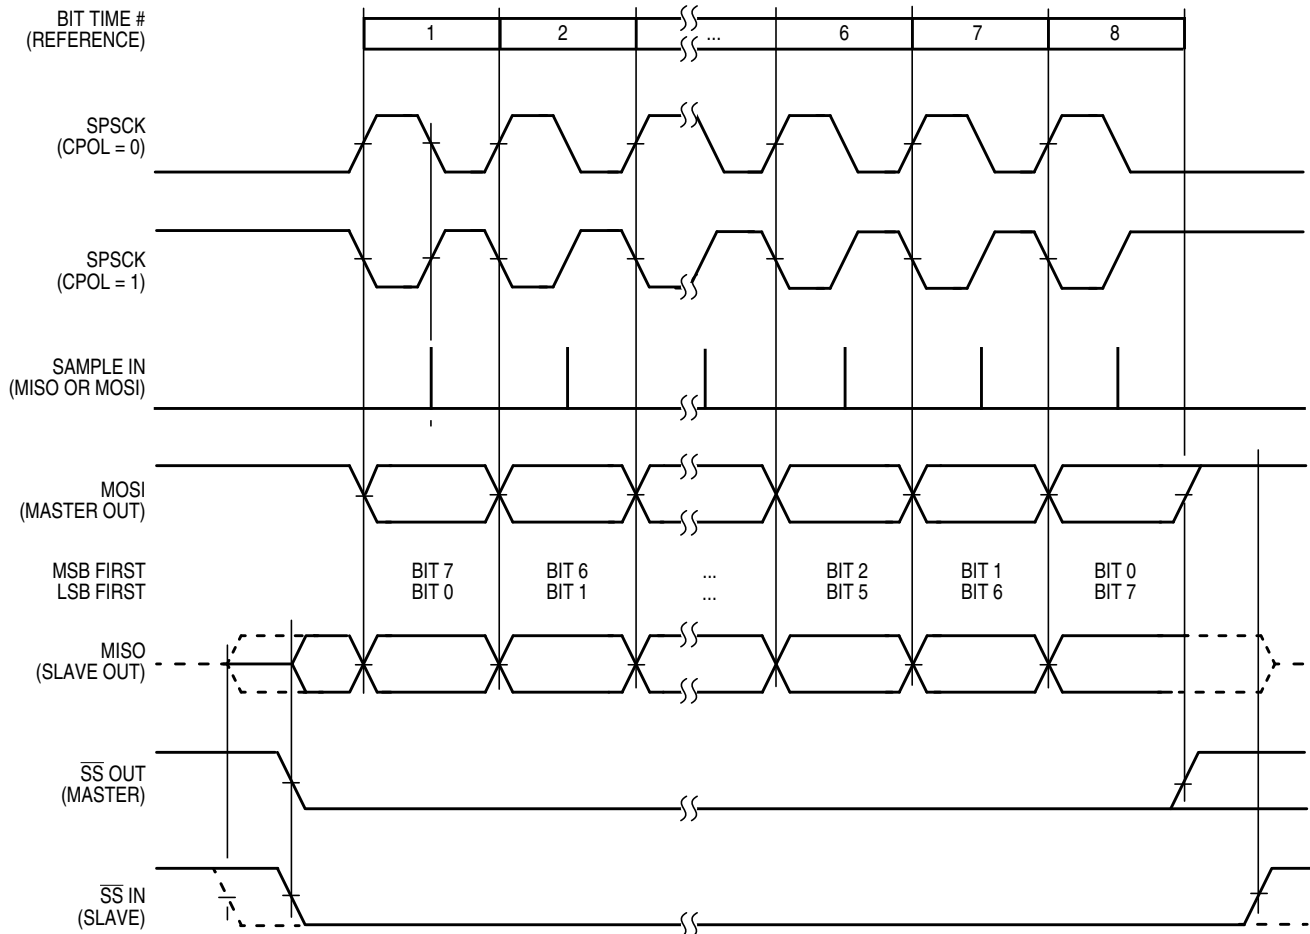 BIT TIME #
(REFERENCE)
1 2 ... 6 7 8
SPSCK
(CPOL = 0)
SPSCK
(CPOL = 1)
SAMPLE IN
(MISO OR MOSI)
MOSI
(MASTER OUT)
MSB FIRST BIT 7 BIT 6 ... BIT 2 BIT 1 BIT 0
LSB FIRST BIT 0 BIT 1 ... BIT 5 BIT 6 BIT 7
MISO
(SLAVE OUT)
S̅S̅ OUT
(MASTER)
S̅S̅ IN
(SLAVE)